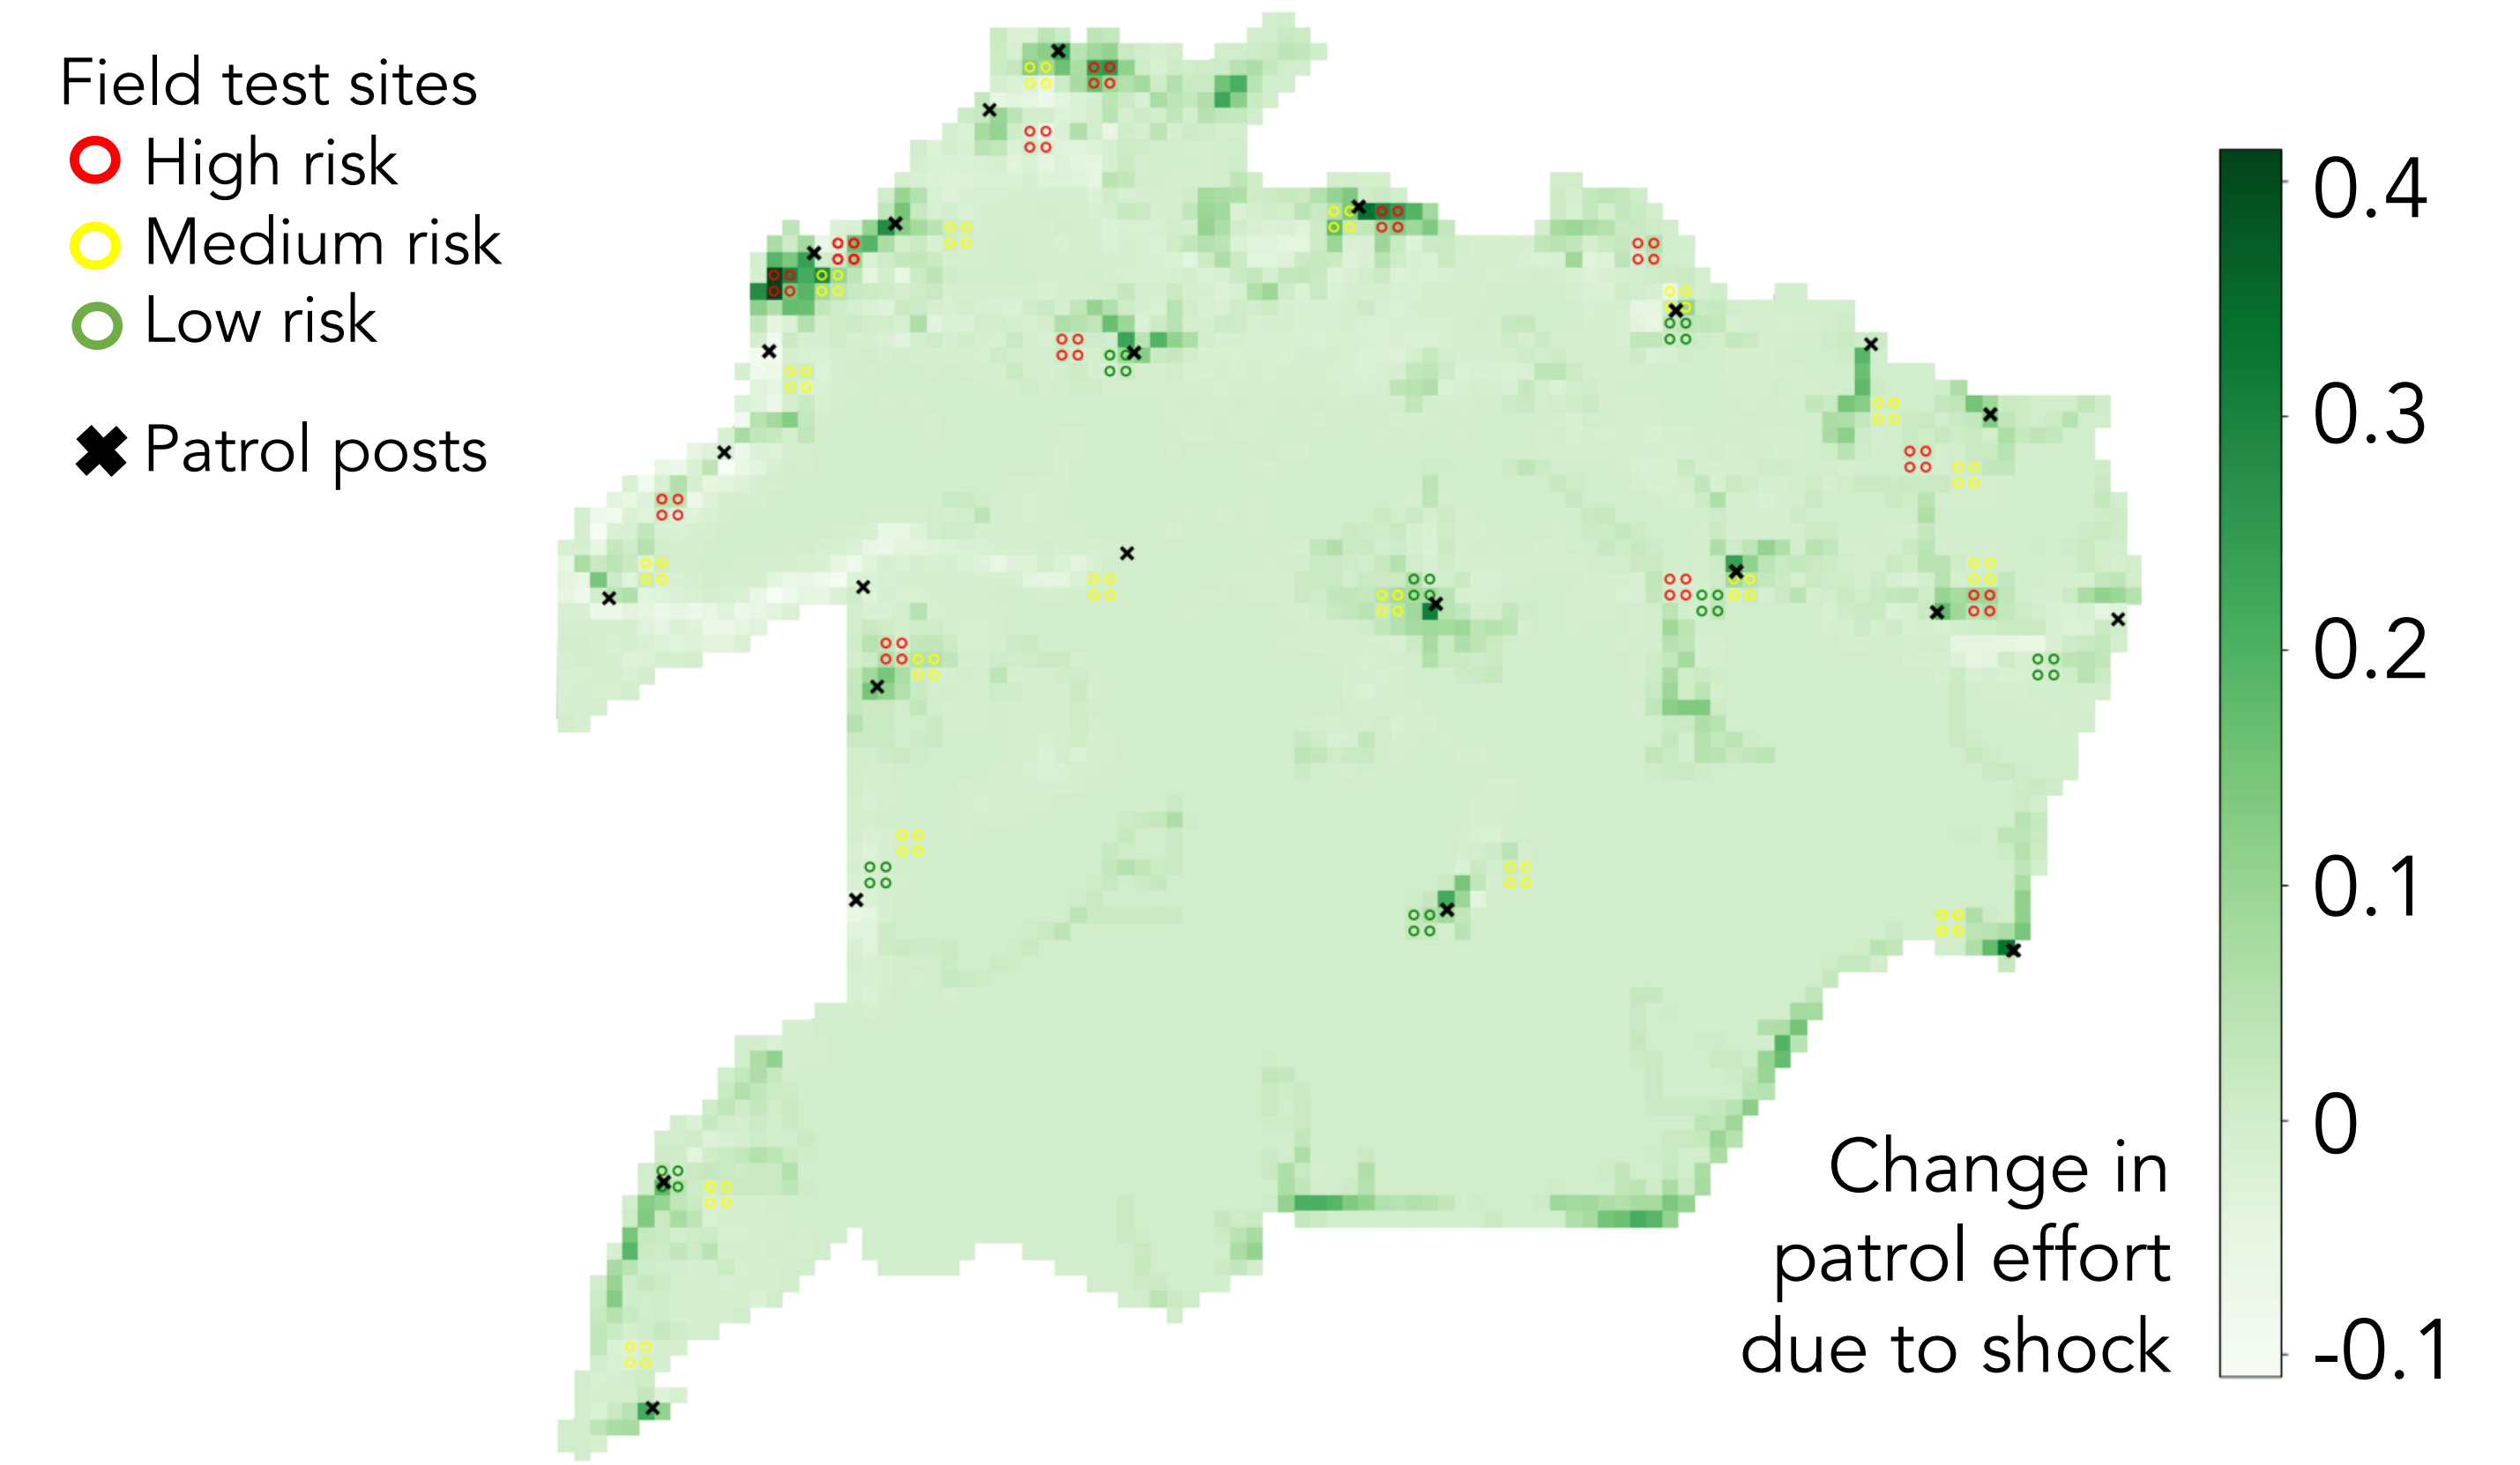 Field test sites
High risk
Medium risk
Low risk
Patrol posts
0.4
0.3
0.2
0.1
0
-0.1
Change in
patrol effort
due to shock